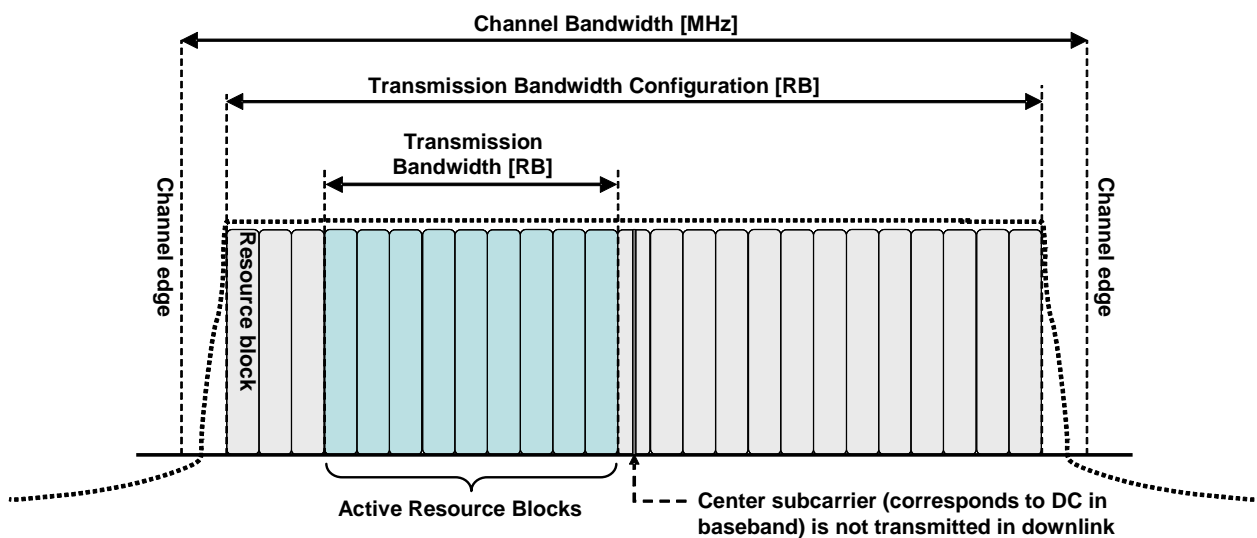 Channel Bandwidth [MHz]
Transmission Bandwidth Configuration [RB]
Transmission
Bandwidth [RB]
Channel edge
Channel edge
Resource block
Active Resource Blocks
Center subcarrier (corresponds to DC in
baseband) is not transmitted in downlink